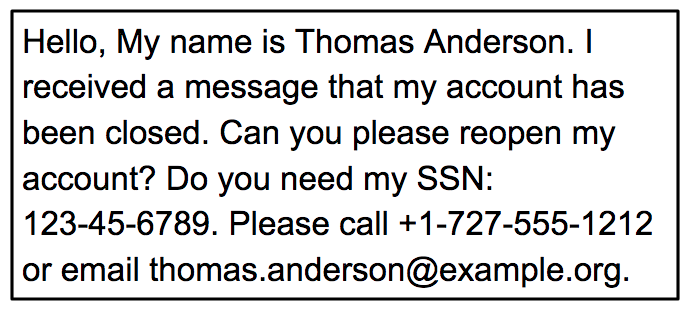 Hello, My name is Thomas Anderson. I
received a message that my account has
been closed. Can you please reopen my
account? Do you need my SSN:
123-45-6789. Please call +1-727-555-1212
or email thomas.anderson@example.org.